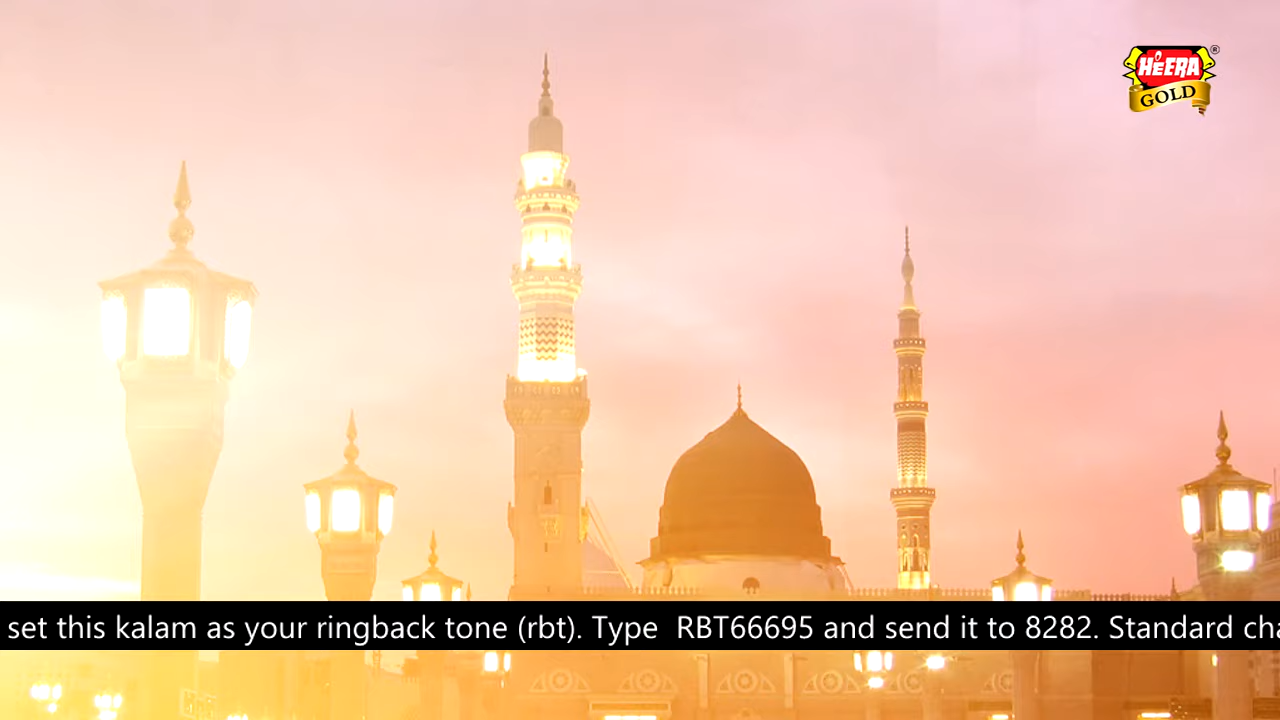 HEERA ®
GOLD
set this kalam as your ringback tone (rbt). Type RBT66695 and send it to 8282. Standard cha